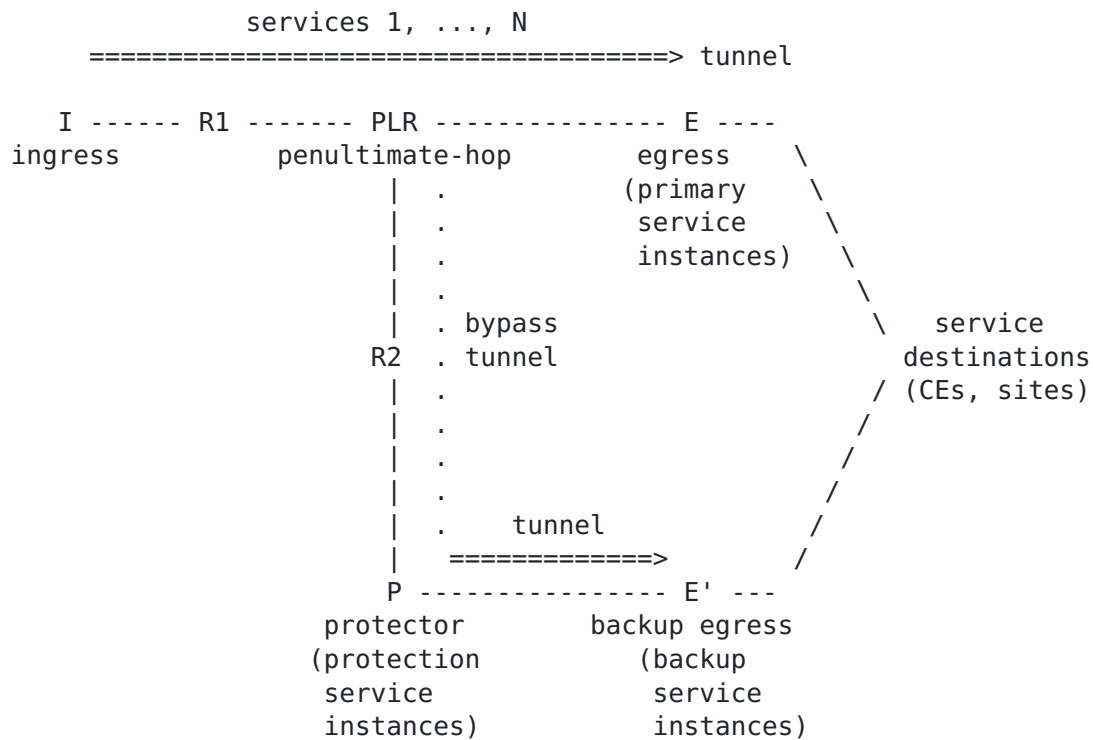 services 1, ..., N
=====================================> tunnel
I ------ R1 ------- PLR --------------- E ----
ingress penultimate-hop egress \
| . (primary \
| . service \
| . instances) \
| . \
| . bypass \ service
R2 . tunnel destinations
| . / (CEs, sites)
| . /
| . /
| . /
| . tunnel /
| =============> /
P ---------------- E' ---
protector backup egress
(protection (backup
service service
instances) instances)